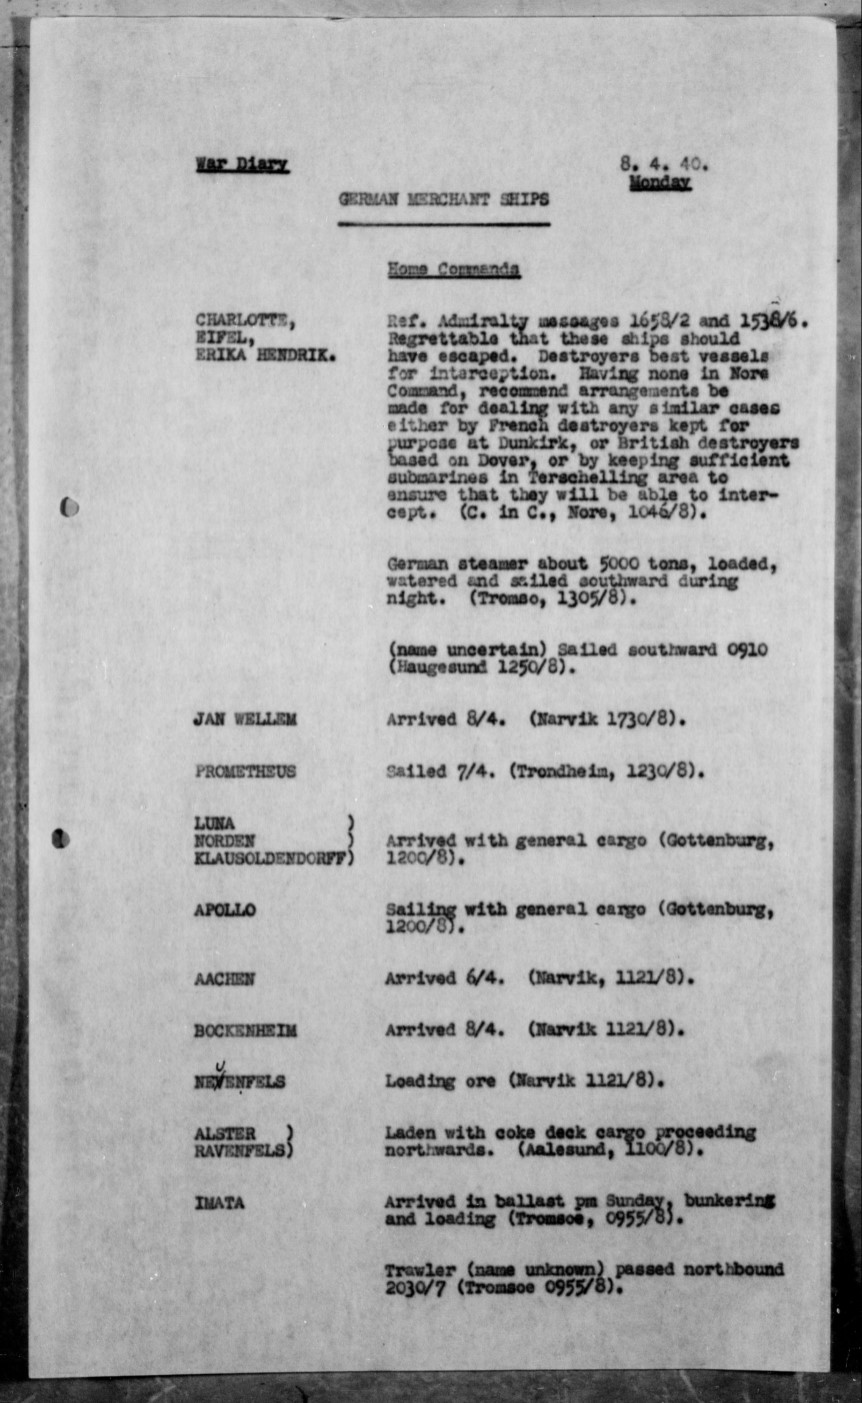 War Diary
8. 4. 40.
Monday
GERMAN MERCHANT SHIPS
Home Commands
CHARLOTTE,
EIFEL,
ERIKA HENDRIK.
Ref. Admiralty messages 1658/2 and 1538/6.
Regrettable that these ships should
have escaped. Destroyers best vessels
for interception. Having none in Nore
Command, recommend arrangements be
made for dealing with any similar cases
either by French destroyers kept for
purpose at Dunkirk, or British destroyers
based on Dover, or by keeping sufficient
submarines in Terschelling area to
ensure that they will be able to inter-
cept. (C. in C., Nore, 1046/8).
German steamer about 5000 tons, loaded,
watered and sailed southward during
night. (Tromso, 1305/8).
(name uncertain) Sailed southward 0910
(Haugesund 1250/8).
JAN WELLEM Arrived 8/4. (Narvik 1730/8).
PROMETHEUS Sailed 7/4. (Trondheim, 1230/8).
LUNA )
NORDEN ) Arrived with general cargo (Gottenburg,
KLAUSOLDENDORFF) 1200/8).
APOLLO Sailing with general cargo (Gottenburg,
1200/8).
AACHEN Arrived 6/4. (Narvik, 1121/8).
BOCKENHEIM Arrived 8/4. (Narvik 1121/8).
NEUENFELS Loading ore (Narvik 1121/8).
ALSTER ) Laden with coke deck cargo proceeding
RAVENFELS) northwards. (Aalesund, 1100/8).
IMATA Arrived in ballast pm Sunday, bunkering
and loading (Tromsoe, 0955/8).
Trawler (name unknown) passed northbound
2030/7 (Tromsoe 0955/8).